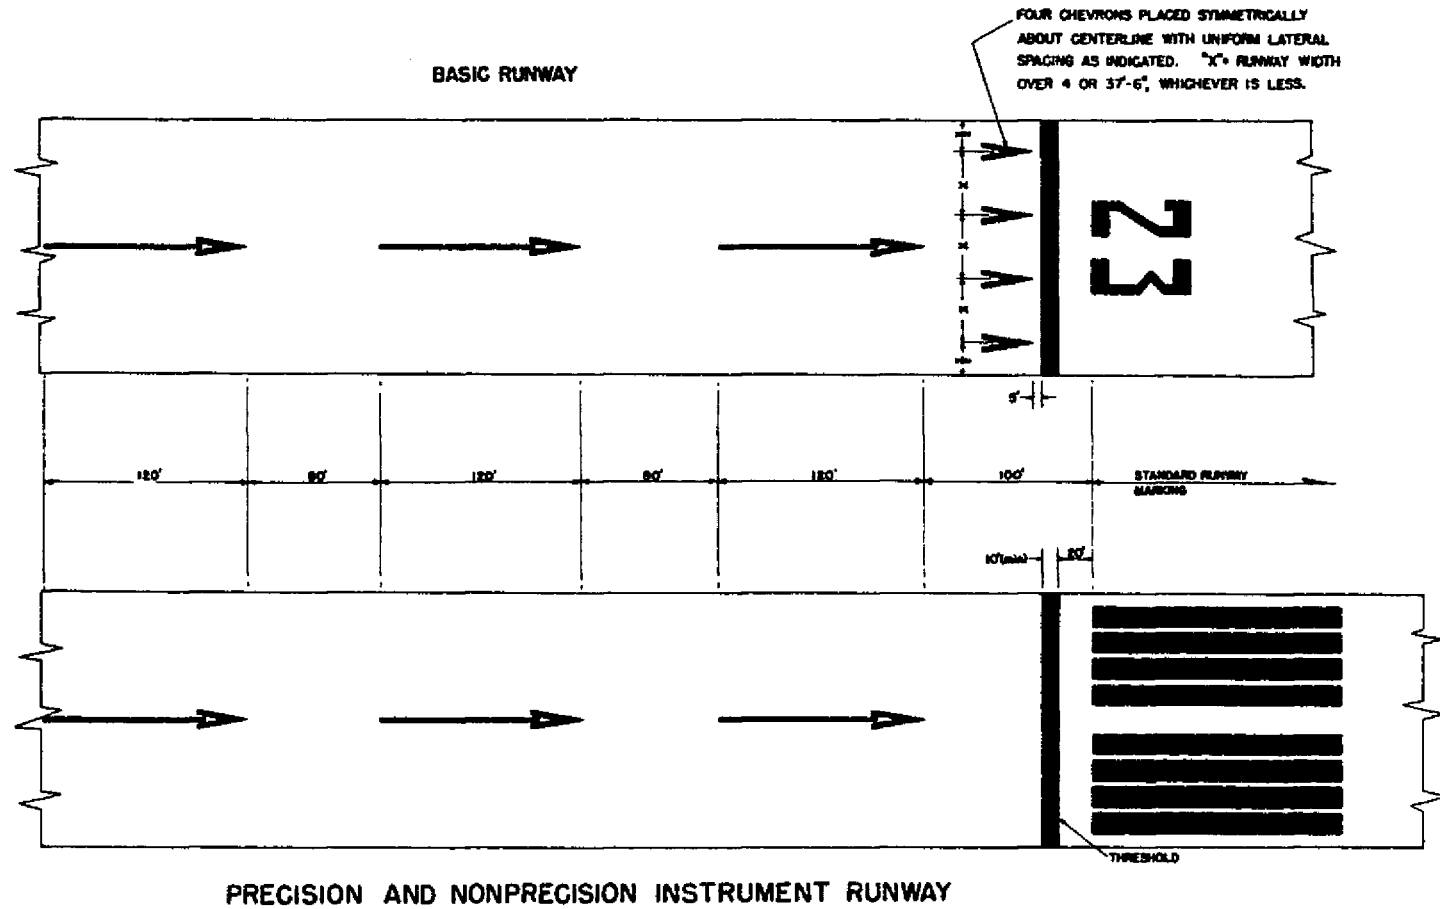 FOUR CHEVRONS PLACED SYMMETRICALLY
ABOUT CENTERLINE WITH UNIFORM LATERAL
SPACING AS INDICATED. "X"= RUNWAY WIDTH
OVER 4 OR 37'-6", WHICHEVER IS LESS.
BASIC RUNWAY
X
X
X
23
5'
120' 80' 120' 80' 120' 100' STANDARD RUNWAY
MARKING
10'(min) 20'
THRESHOLD
PRECISION AND NONPRECISION INSTRUMENT RUNWAY